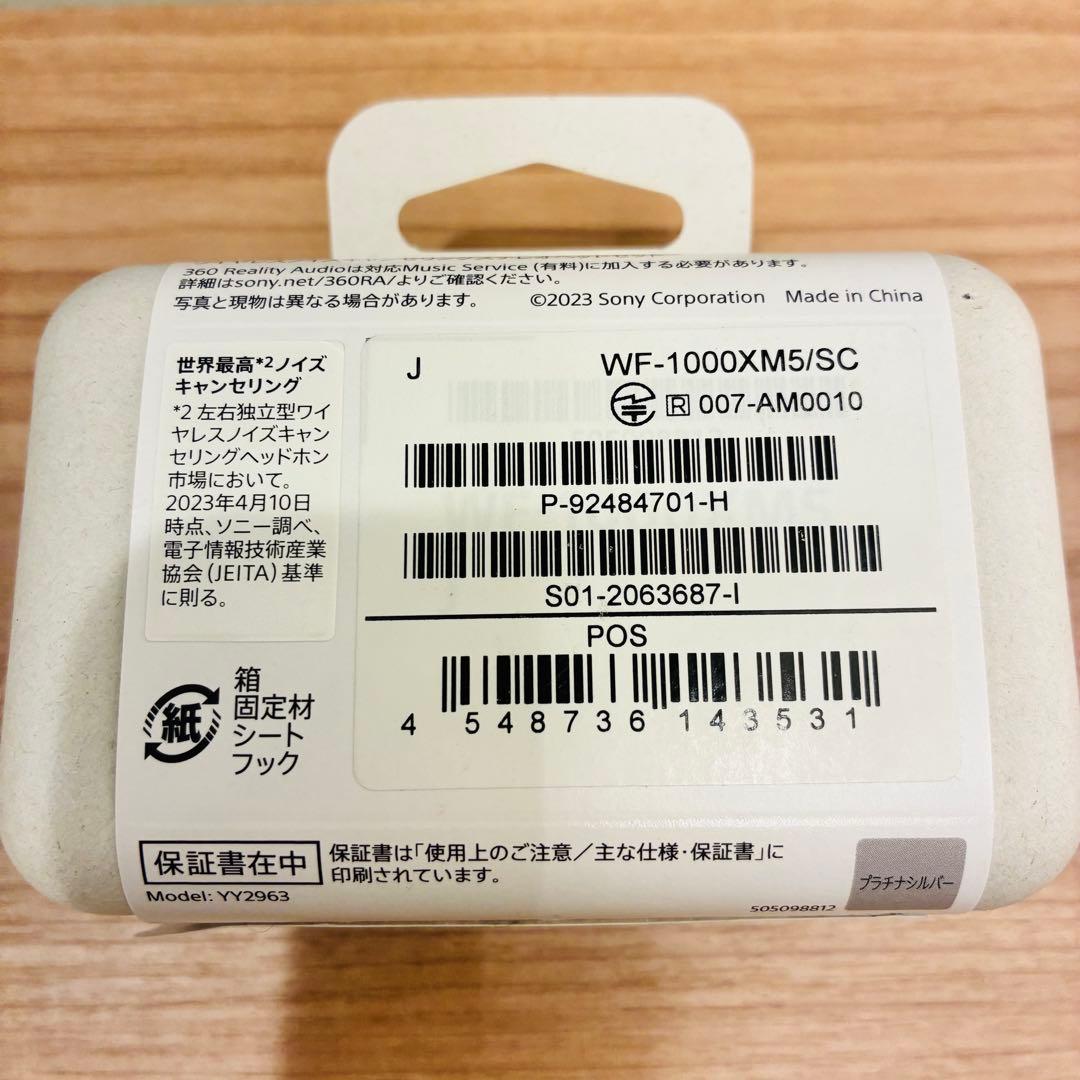 360 Reality Audioは対応Music Service (有料)に加入する必要があります。
詳細はsony.net/360RA/よりご確認ください。
写真と現物は異なる場合があります。 ©2023 Sony Corporation Made in China
世界最高*2ノイズ
キャンセリング
*2 左右独立型ワイ
ヤレスノイズキャン
セリングヘッドホン
市場において。
2023年4月10日
時点、ソニー調べ、
電子情報技術産業
協会(JEITA)基準
に則る。
J WF-1000XM5/SC
R 007-AM0010
P-92484701-H
S01-2063687-I
POS
4 548736 143531
紙
箱
固定材
シート
フック
保証書在中
保証書は「使用上のご注意／主な仕様・保証書」に
印刷されています。
Model: YY2963
505098812
プラチナシルバー